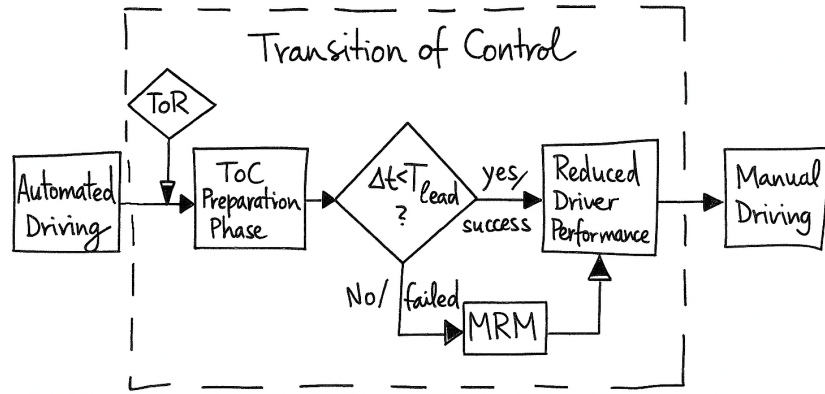 Transition of Control
ToR
Automated
Driving
ToC
Preparation
Phase
Δt<T_lead
?
yes/
success
Reduced
Driver
Performance
Manual
Driving
No/ failed
MRM